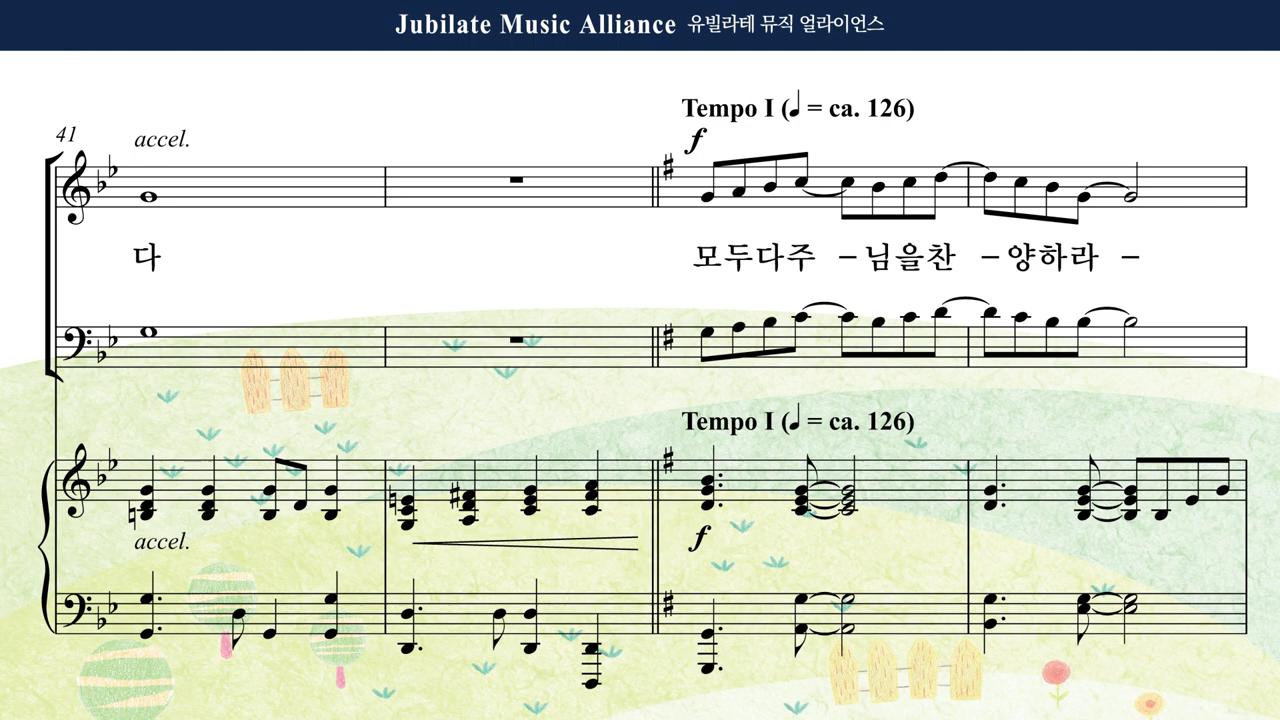 Jubilate Music Alliance 유빌라테 뮤직 얼라이언스
Tempo I (♩ = ca. 126)
41 accel. f
다 모두다주 – 님을찬 – 양하라 –
Tempo I (♩ = ca. 126)
accel. f